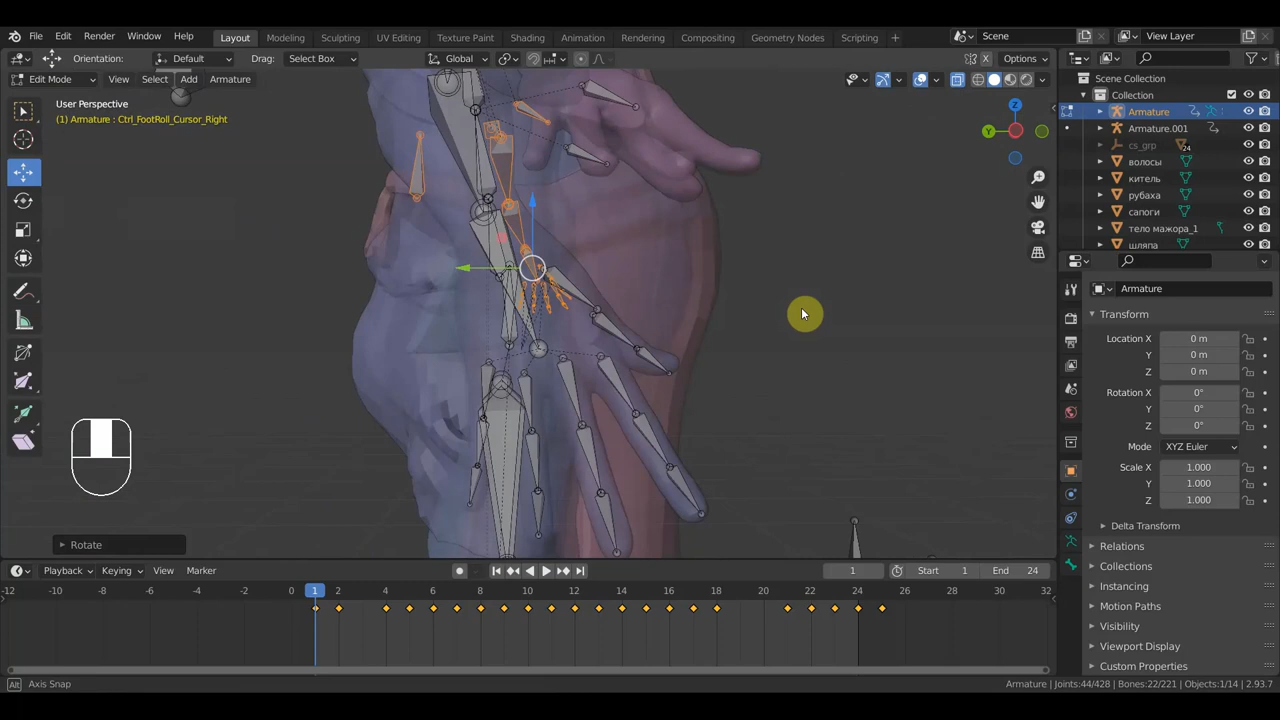 File Edit Render Window Help Layout Modeling Sculpting UV Editing Texture Paint Shading Animation Rendering Compositing Geometry Nodes Scripting Scene View Layer
Orientation: Default Drag: Select Box Global Options
Edit Mode View Select Add Armature
User Perspective
(1) Armature : Ctrl_FootRoll_Cursor_Right
Z
Y
Scene Collection
Collection
Armature
Armature.001
cs_grp 24
волосы
китель
рубаха
сапоги
тело мажора_1
шляпа
Armature
Transform
Location X 0 m
Y 0 m
Z 0 m
Rotation X 0°
Y 0°
Z 0°
Mode XYZ Euler
Scale X 1.000
Y 1.000
Z 1.000
Delta Transform
Relations
Collections
Instancing
Motion Paths
Visibility
Viewport Display
Custom Properties
Rotate
Playback Keying View Marker 1 Start 1 End 24
-12 -10 -8 -6 -4 -2 0 1 2 4 6 8 10 12 14 16 18 20 22 24 26 28 30 32
Alt Axis Snap Armature | Joints:44/428 | Bones:22/221 | Objects:1/14 | 2.93.7